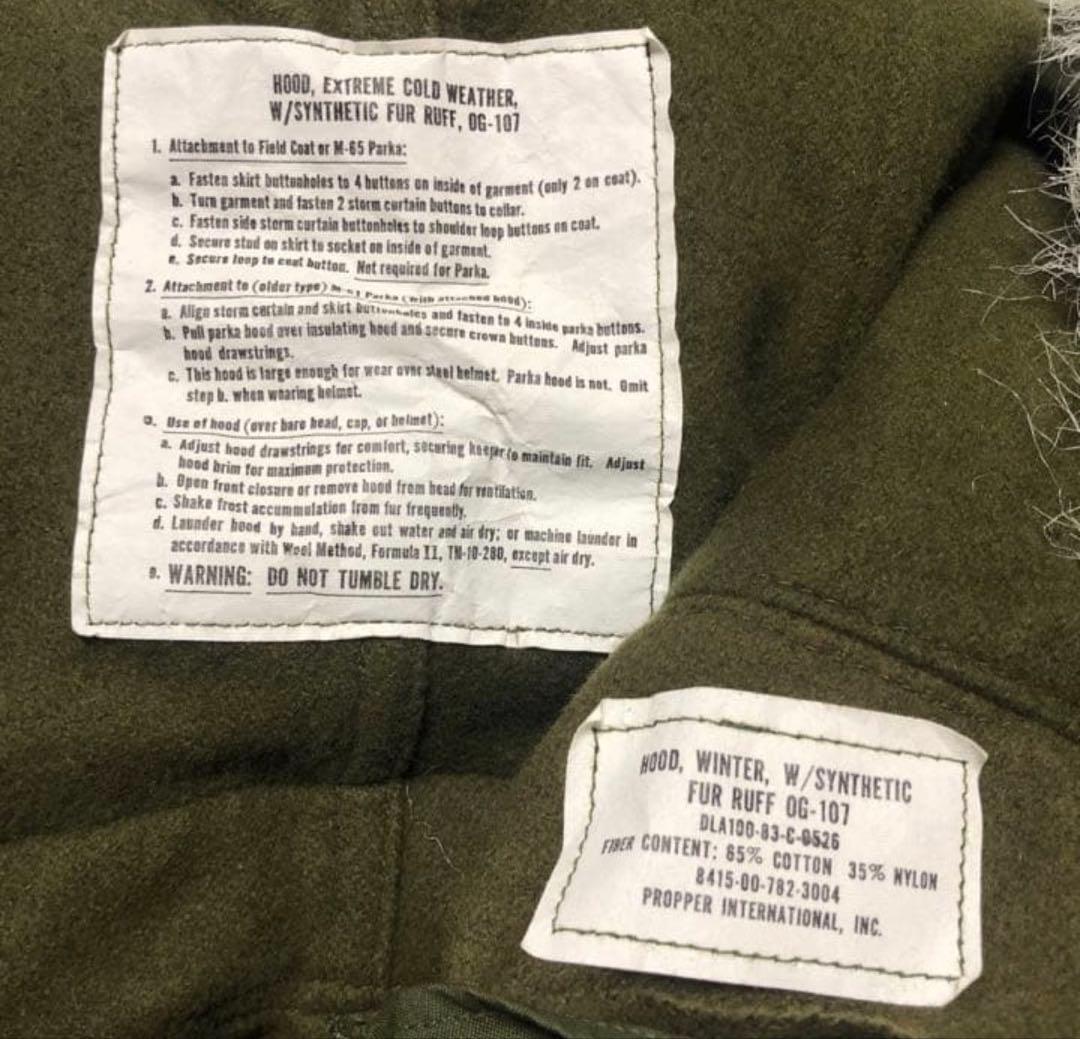 HOOD, EXTREME COLD WEATHER,
W/SYNTHETIC FUR RUFF, OG-107
1. Attachment to Field Coat or M-65 Parka:
a. Fasten skirt buttonholes to 4 buttons on inside of garment (only 2 on coat).
b. Turn garment and fasten 2 storm curtain buttons to collar.
c. Fasten side storm curtain buttonholes to shoulder loop buttons on coat.
d. Secure stud on skirt to socket on inside of garment.
e. Secure loop to coat button. Not required for Parka.
2. Attachment to (older type) Parka (with attached hood):
a. Align storm certain and skirt buttonholes and fasten to 4 inside parka buttons.
b. Pull parka hood over insulating hood and secure crown buttons. Adjust parka
hood drawstrings.
c. This hood is large enough for wear over steel helmet. Parka hood is not. Omit
step b. when wearing helmet.
Use of hood (over bare head, cap, or helmet):
a. Adjust hood drawstrings for comfort, securing keeper to maintain fit. Adjust
hood brim for maximum protection.
b. Open front closure or remove hood from head for ventilation.
c. Shake frost accummulation from fur frequently.
d. Launder hood by hand, shake out water and air dry; or machine launder in
accordance with Wool Method, Formula II, TM-10-280, except air dry.
e. WARNING: DO NOT TUMBLE DRY.
HOOD, WINTER, W/SYNTHETIC
FUR RUFF OG-107
DLA100-83-C-0526
FIBER CONTENT: 65% COTTON 35% NYLON
8415-00-782-3004
PROPPER INTERNATIONAL, INC.